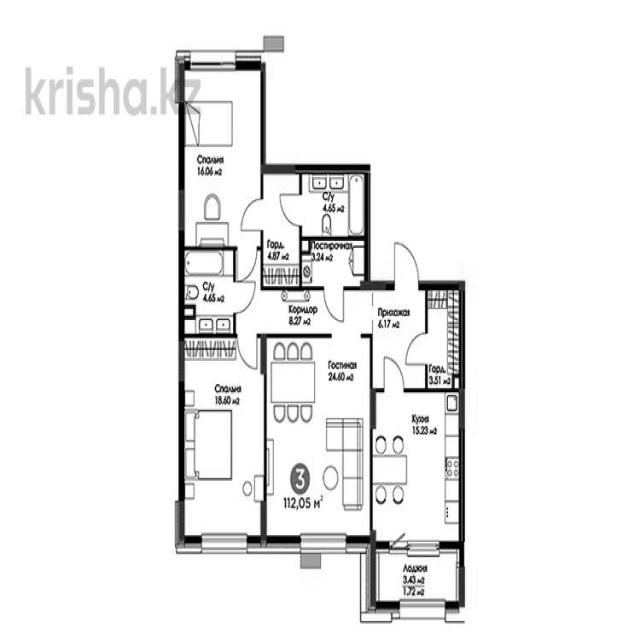 krisha.kz
Спальня
16.06 м2
С/у
4.65 м2
Гард.
4.87 м2
Постирочная
3.24 м2
С/у
4.65 м2
Коридор
8.27 м2
Прихожая
6.17 м2
Гард.
3.51 м2
Спальня
18.60 м2
Гостиная
24.60 м2
Кухня
15.23 м2
3
112,05 м2
Лоджия
3.43 м2
1.72 м2